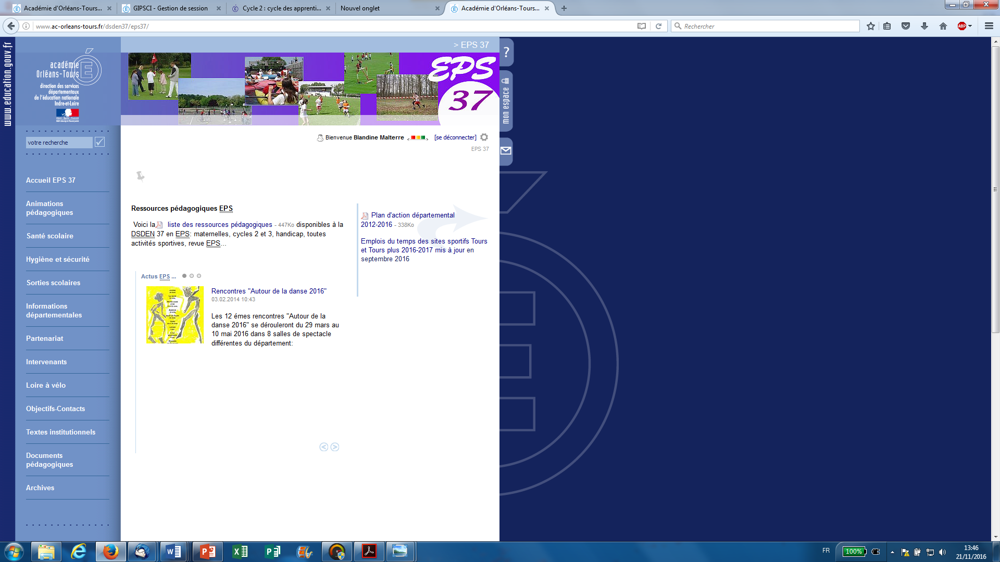 Académie d'Orléans-Tours...
GIPSCI - Gestion de session
Cycle 2 : cycle des apprenti...
Nouvel onglet
Académie d'Orléans-Tours...
www.ac-orleans-tours.fr/dsden37/eps37/
Rechercher
ABP
www.education.gouv.fr
académie
Orléans-Tours
direction des services
départementaux
de l'éducation nationale
Indre-et-Loire
RÉPUBLIQUE FRANÇAISE
> EPS 37
EPS
37
?
mon espace
votre recherche
Bienvenue Blandine Malterre [se déconnecter]
EPS 37
Accueil EPS 37
Animations
pédagogiques
Santé scolaire
Hygiène et sécurité
Sorties scolaires
Informations
départementales
Partenariat
Intervenants
Loire à vélo
Objectifs-Contacts
Textes institutionnels
Documents
pédagogiques
Archives
Ressources pédagogiques EPS
Voici la liste des ressources pédagogiques - 447Ko disponibles à la
DSDEN 37 en EPS: maternelles, cycles 2 et 3, handicap, toutes
activités sportives, revue EPS...
Plan d'action départemental
2012-2016 - 338Ko
Emplois du temps des sites sportifs Tours
et Tours plus 2016-2017 mis à jour en
septembre 2016
Actus EPS ...
Rencontres "Autour de la danse 2016"
03.02.2014 10:43
Les 12 émes rencontres "Autour de la
danse 2016" se dérouleront du 29 mars au
10 mai 2016 dans 8 salles de spectacle
différentes du département:
FR
100%
13:46
21/11/2016